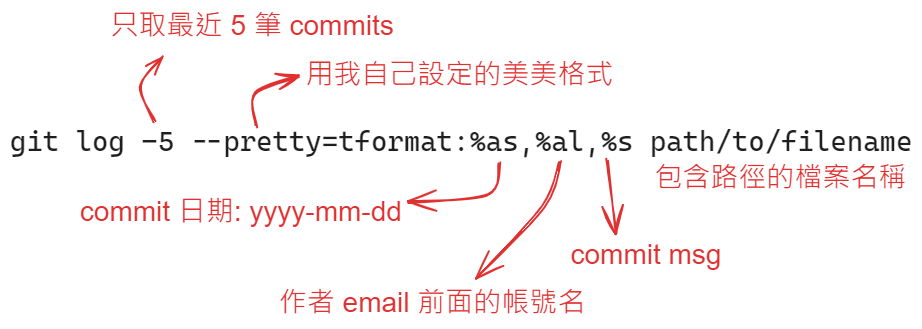 只取最近 5 筆 commits
用我自己設定的美美格式
git log -5 --pretty=tformat:%as,%al,%s path/to/filename
包含路徑的檔案名稱
commit 日期: yyyy-mm-dd
commit msg
作者 email 前面的帳號名